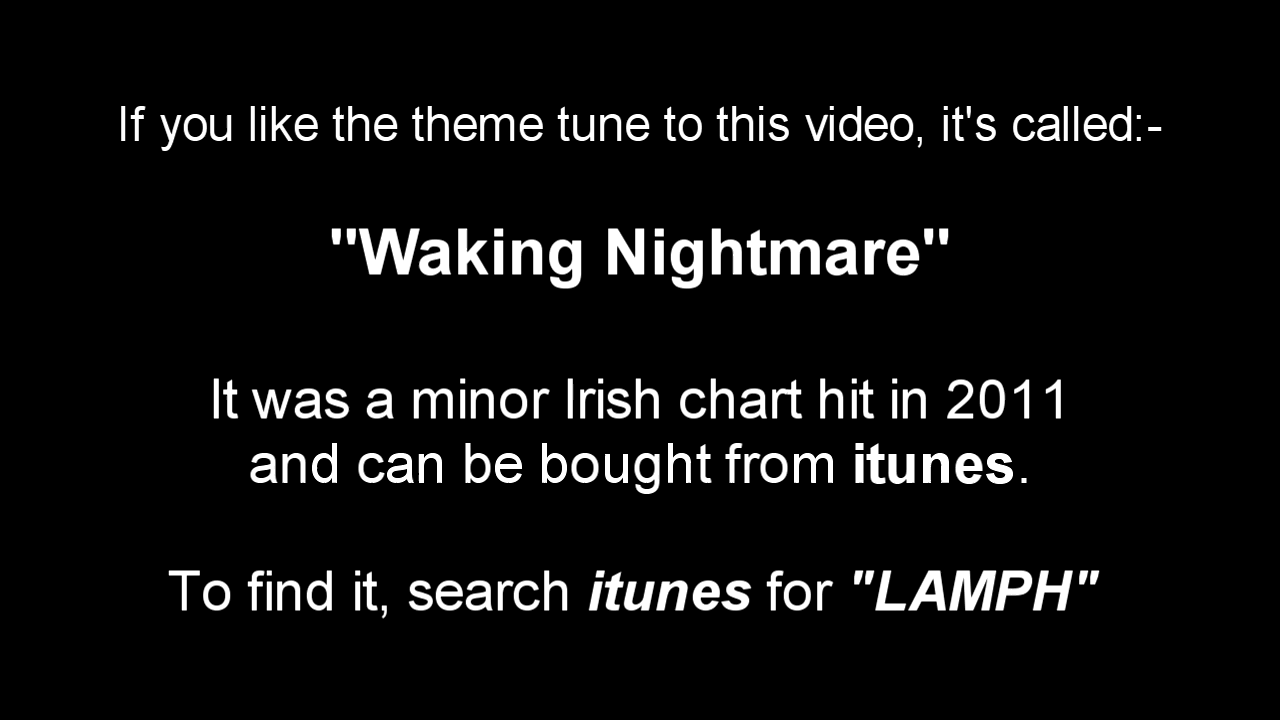 If you like the theme tune to this video, it's called:-
"Waking Nightmare"
It was a minor Irish chart hit in 2011
and can be bought from itunes.
To find it, search itunes for "LAMPH"